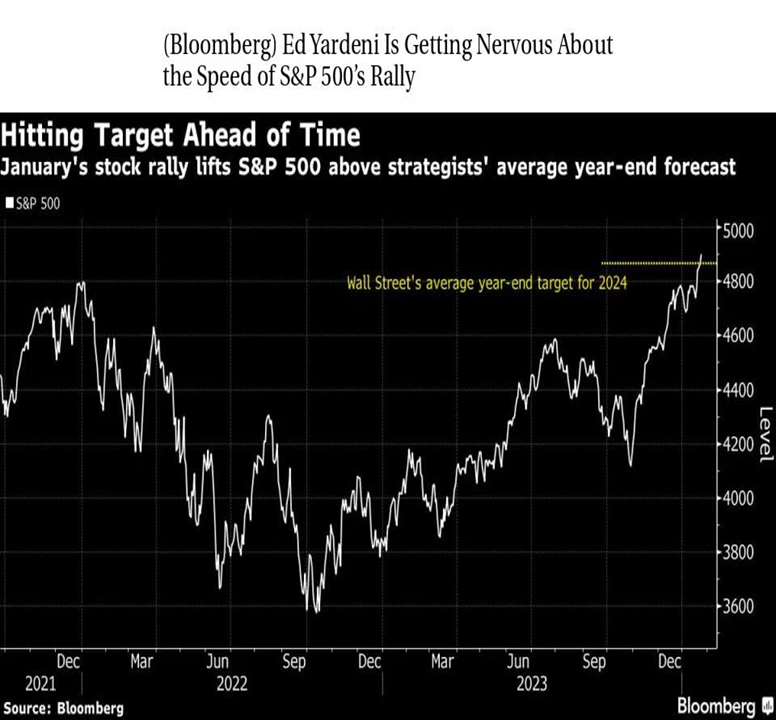 (Bloomberg) Ed Yardeni Is Getting Nervous About
the Speed of S&P 500's Rally
Hitting Target Ahead of Time
January's stock rally lifts S&P 500 above strategists' average year-end forecast
S&P 500
5000
Wall Street's average year-end target for 2024
4800
4600
4400
4200
4000
3800
3600
Level
Dec Mar Jun Sep Dec Mar Jun Sep Dec
2021 2022 2023
Source: Bloomberg
Bloomberg